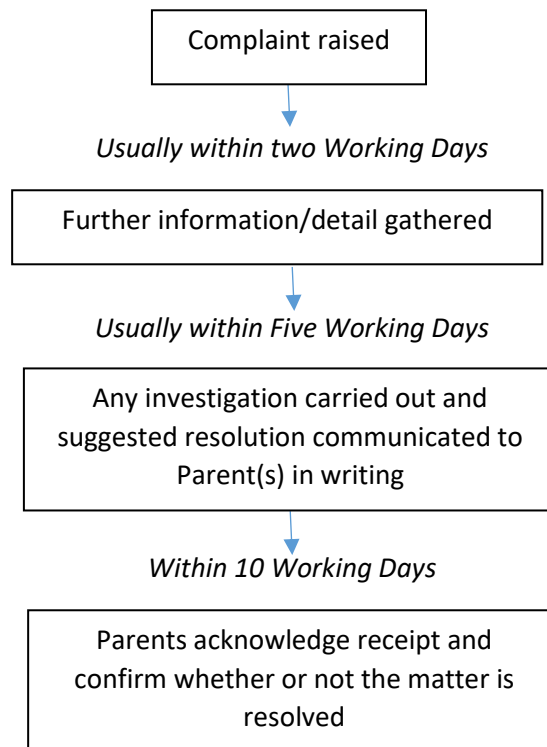 Complaint raised
Usually within two Working Days
Further information/detail gathered
Usually within Five Working Days
Any investigation carried out and
suggested resolution communicated to
Parent(s) in writing
Within 10 Working Days
Parents acknowledge receipt and
confirm whether or not the matter is
resolved